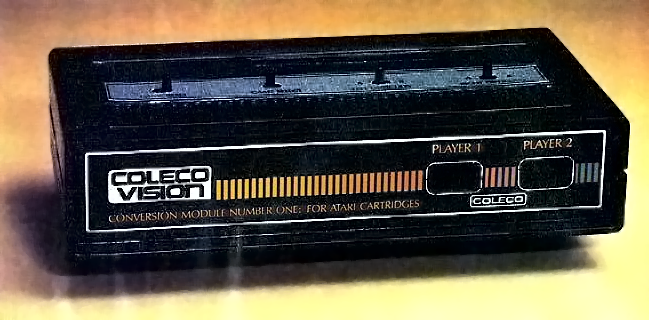 PLAYER 1
PLAYER 2
COLECO
VISION
COLECO
CONVERSION MODULE NUMBER ONE: FOR ATARI CARTRIDGES